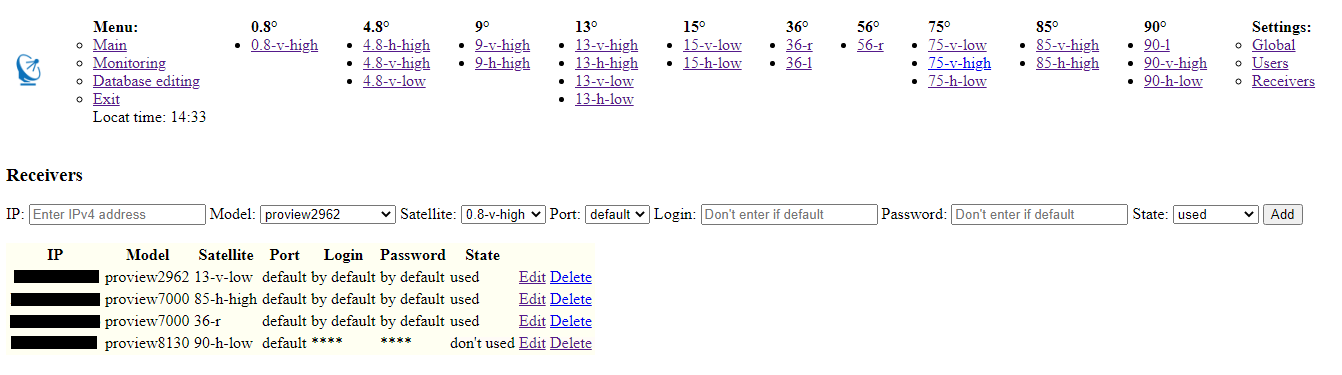 Menu:
Main
Monitoring
Database editing
Exit
Locat time: 14:33
0.8°
0.8-v-high
4.8°
4.8-h-high
4.8-v-high
4.8-v-low
9°
9-v-high
9-h-high
13°
13-v-high
13-h-high
13-v-low
13-h-low
15°
15-v-low
15-h-low
36°
36-r
36-l
56°
56-r
75°
75-v-low
75-v-high
75-h-low
85°
85-v-high
85-h-high
90°
90-l
90-v-high
90-h-low
Settings:
Global
Users
Receivers
Receivers
IP: Enter IPv4 address Model: proview2962 Satellite: 0.8-v-high Port: default Login: Don't enter if default Password: Don't enter if default State: used Add
IP Model Satellite Port Login Password State
proview2962 13-v-low default by default by default used Edit Delete
proview7000 85-h-high default by default by default used Edit Delete
proview7000 36-r default by default by default used Edit Delete
proview8130 90-h-low default **** **** don't used Edit Delete